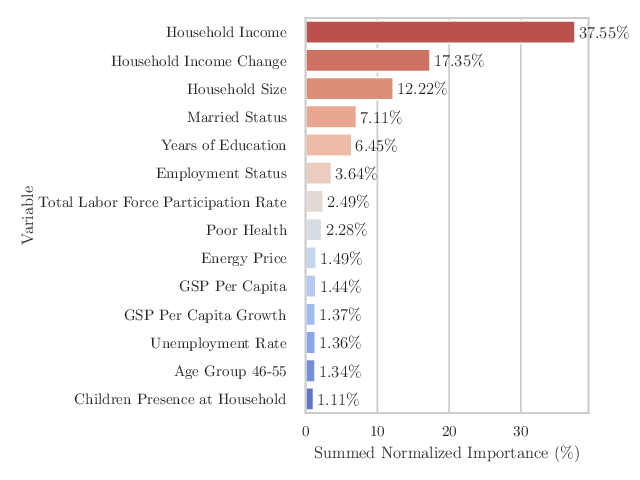 Household Income 37.55%
Household Income Change 17.35%
Household Size 12.22%
Married Status 7.11%
Years of Education 6.45%
Employment Status 3.64%
Total Labor Force Participation Rate 2.49%
Poor Health 2.28%
Energy Price 1.49%
GSP Per Capita 1.44%
GSP Per Capita Growth 1.37%
Unemployment Rate 1.36%
Age Group 46-55 1.34%
Children Presence at Household 1.11%
Variable
0 10 20 30
Summed Normalized Importance (%)